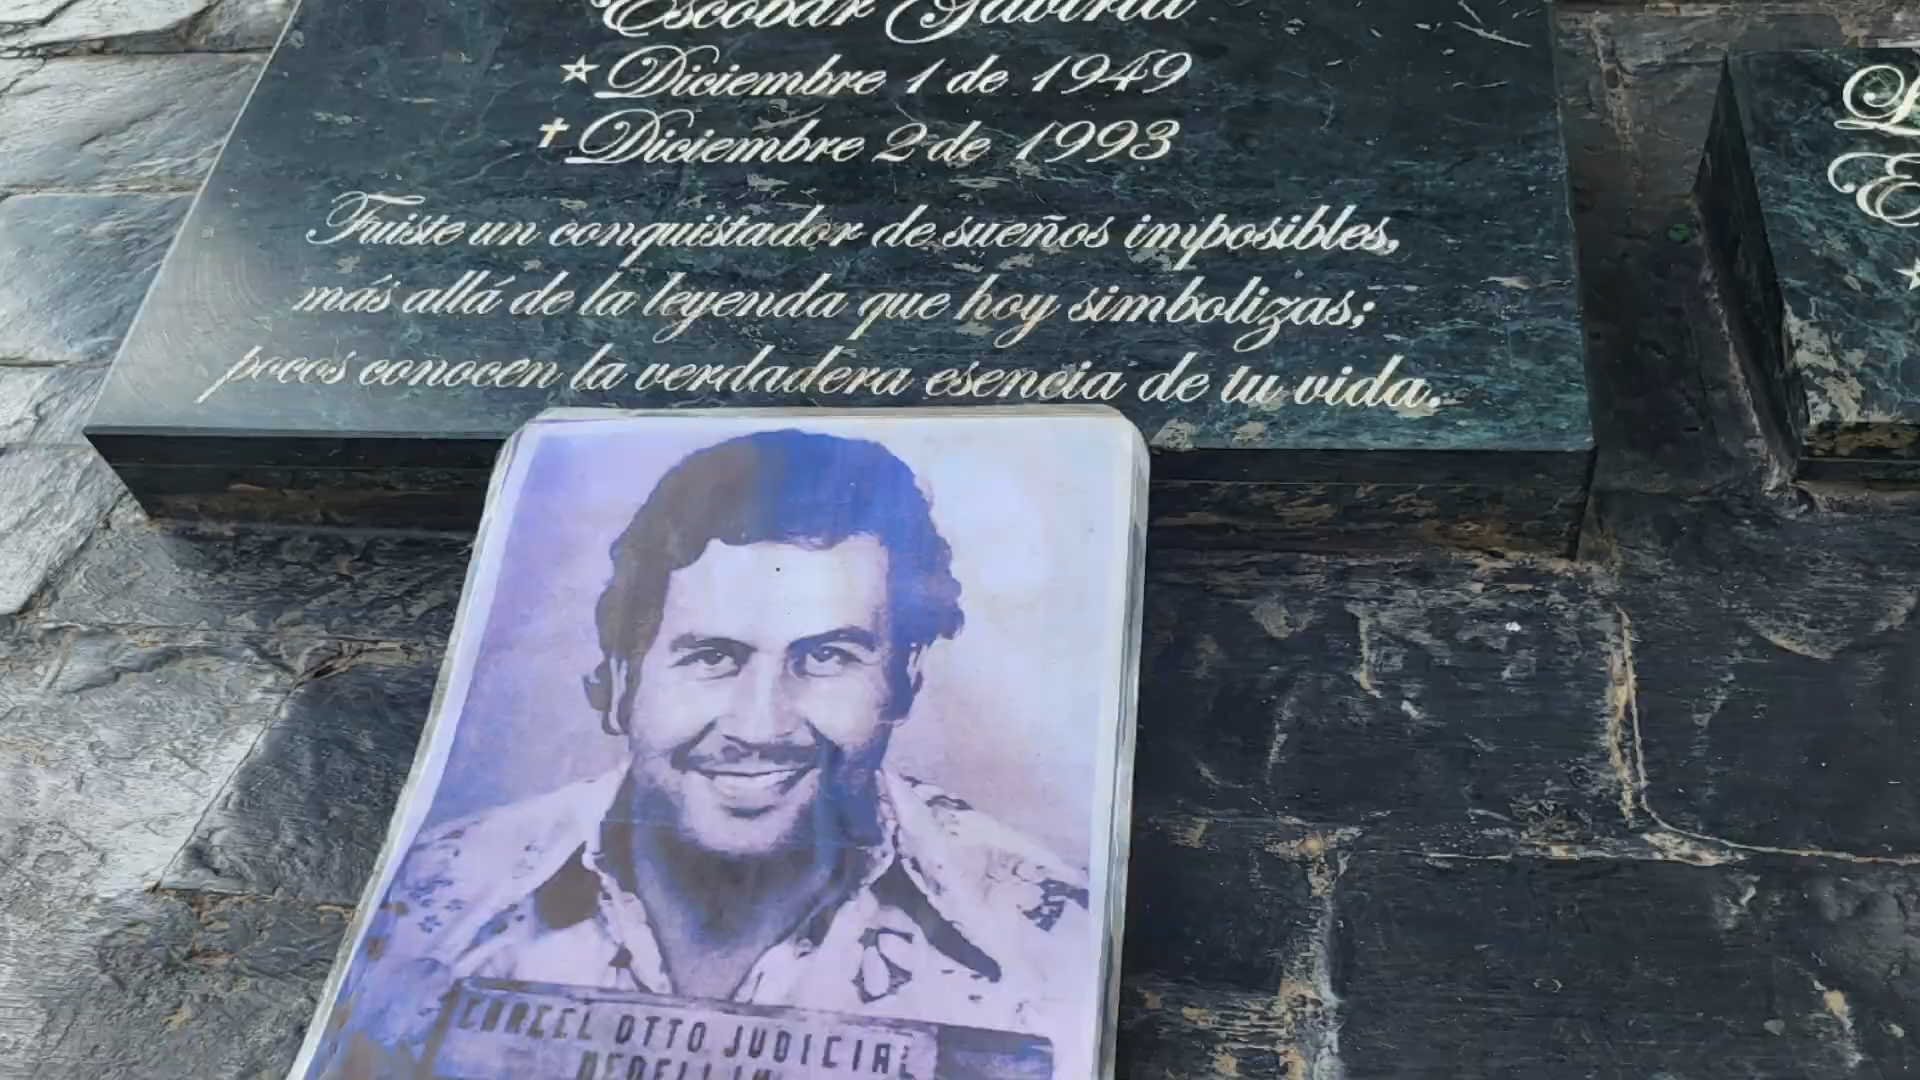 Escobar Gaviria
☆ Diciembre 1 de 1949
✝ Diciembre 2 de 1993
Fuiste un conquistador de sueños imposibles,
más allá de la leyenda que hoy simbolizas;
pocos conocen la verdadera esencia de tu vida.
CARCEL DTTO JUDICIAL
MEDELLIN